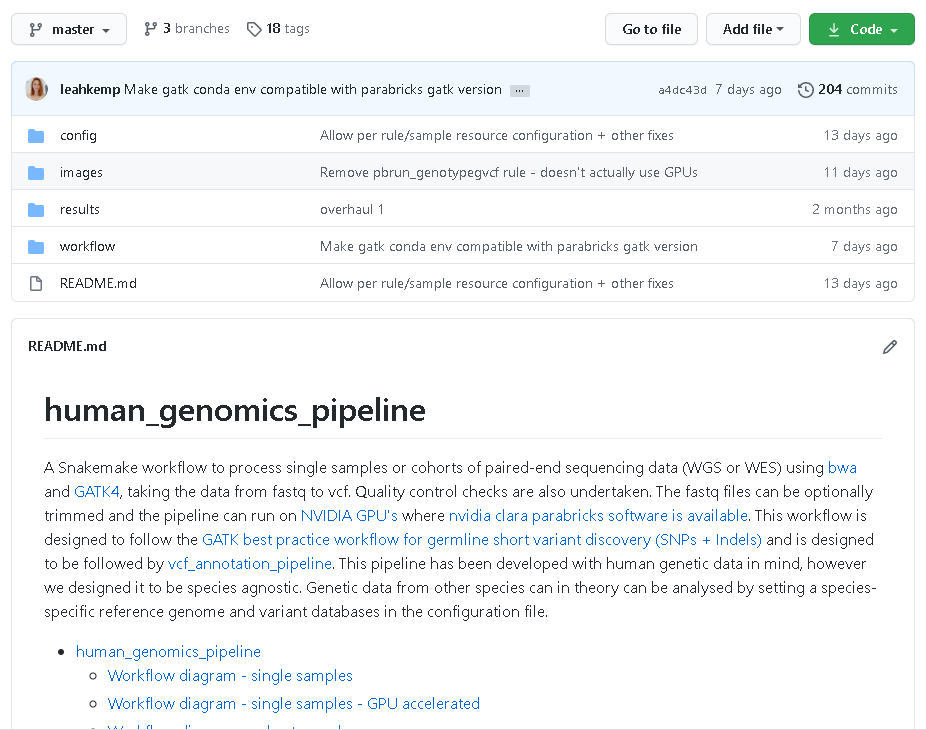 master
3 branches
18 tags
Go to file
Add file
Code
leahkemp Make gatk conda env compatible with parabricks gatk version ...
a4dc43d 7 days ago
204 commits
config Allow per rule/sample resource configuration + other fixes 13 days ago
images Remove pbrun_genotypegvcf rule - doesn't actually use GPUs 11 days ago
results overhaul 1 2 months ago
workflow Make gatk conda env compatible with parabricks gatk version 7 days ago
README.md Allow per rule/sample resource configuration + other fixes 13 days ago
README.md
human_genomics_pipeline
A Snakemake workflow to process single samples or cohorts of paired-end sequencing data (WGS or WES) using bwa
and GATK4, taking the data from fastq to vcf. Quality control checks are also undertaken. The fastq files can be optionally
trimmed and the pipeline can run on NVIDIA GPU's where nvidia clara parabricks software is available. This workflow is
designed to follow the GATK best practice workflow for germline short variant discovery (SNPs + Indels) and is designed
to be followed by vcf_annotation_pipeline. This pipeline has been developed with human genetic data in mind, however
we designed it to be species agnostic. Genetic data from other species can in theory can be analysed by setting a species-
specific reference genome and variant databases in the configuration file.
human_genomics_pipeline
Workflow diagram - single samples
Workflow diagram - single samples - GPU accelerated